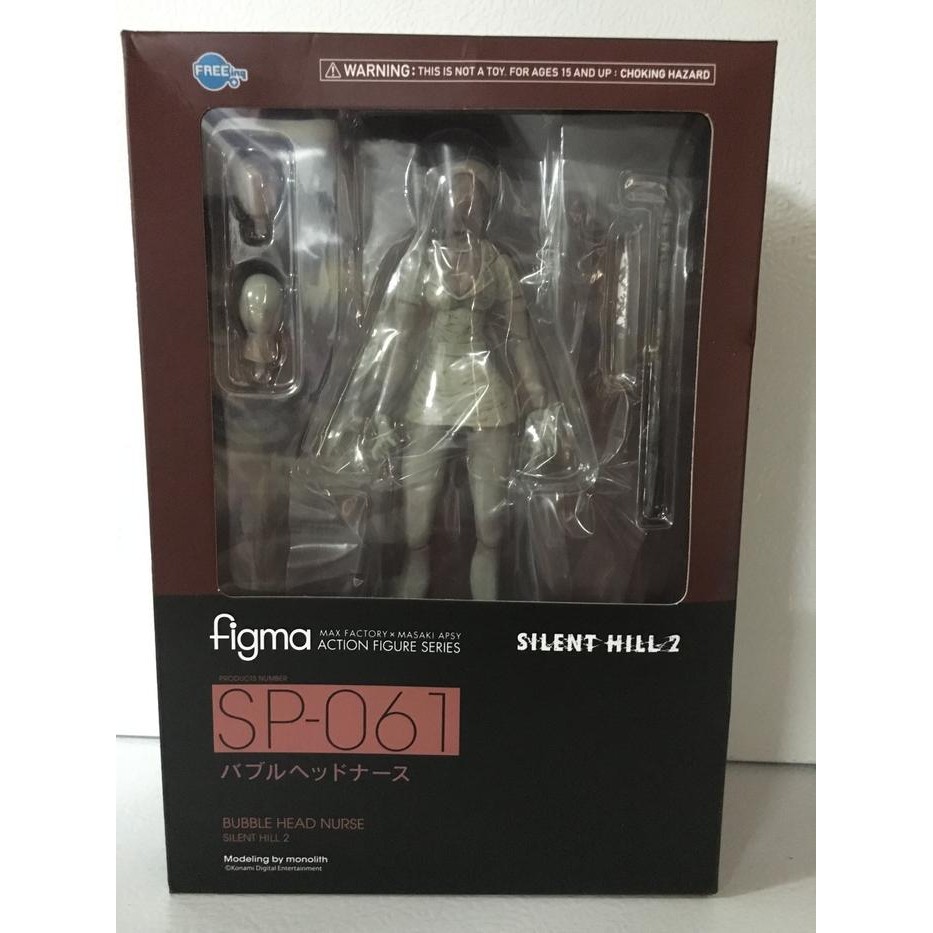 FREEing
WARNING: THIS IS NOT A TOY. FOR AGES 15 AND UP : CHOKING HAZARD
figma
MAX FACTORY × MASAKI APSY
ACTION FIGURE SERIES
SILENT HILL 2
PRODUCTS NUMBER
SP-061
バブルヘッドナース
BUBBLE HEAD NURSE
SILENT HILL 2
Modeling by monolith
©Konami Digital Entertainment